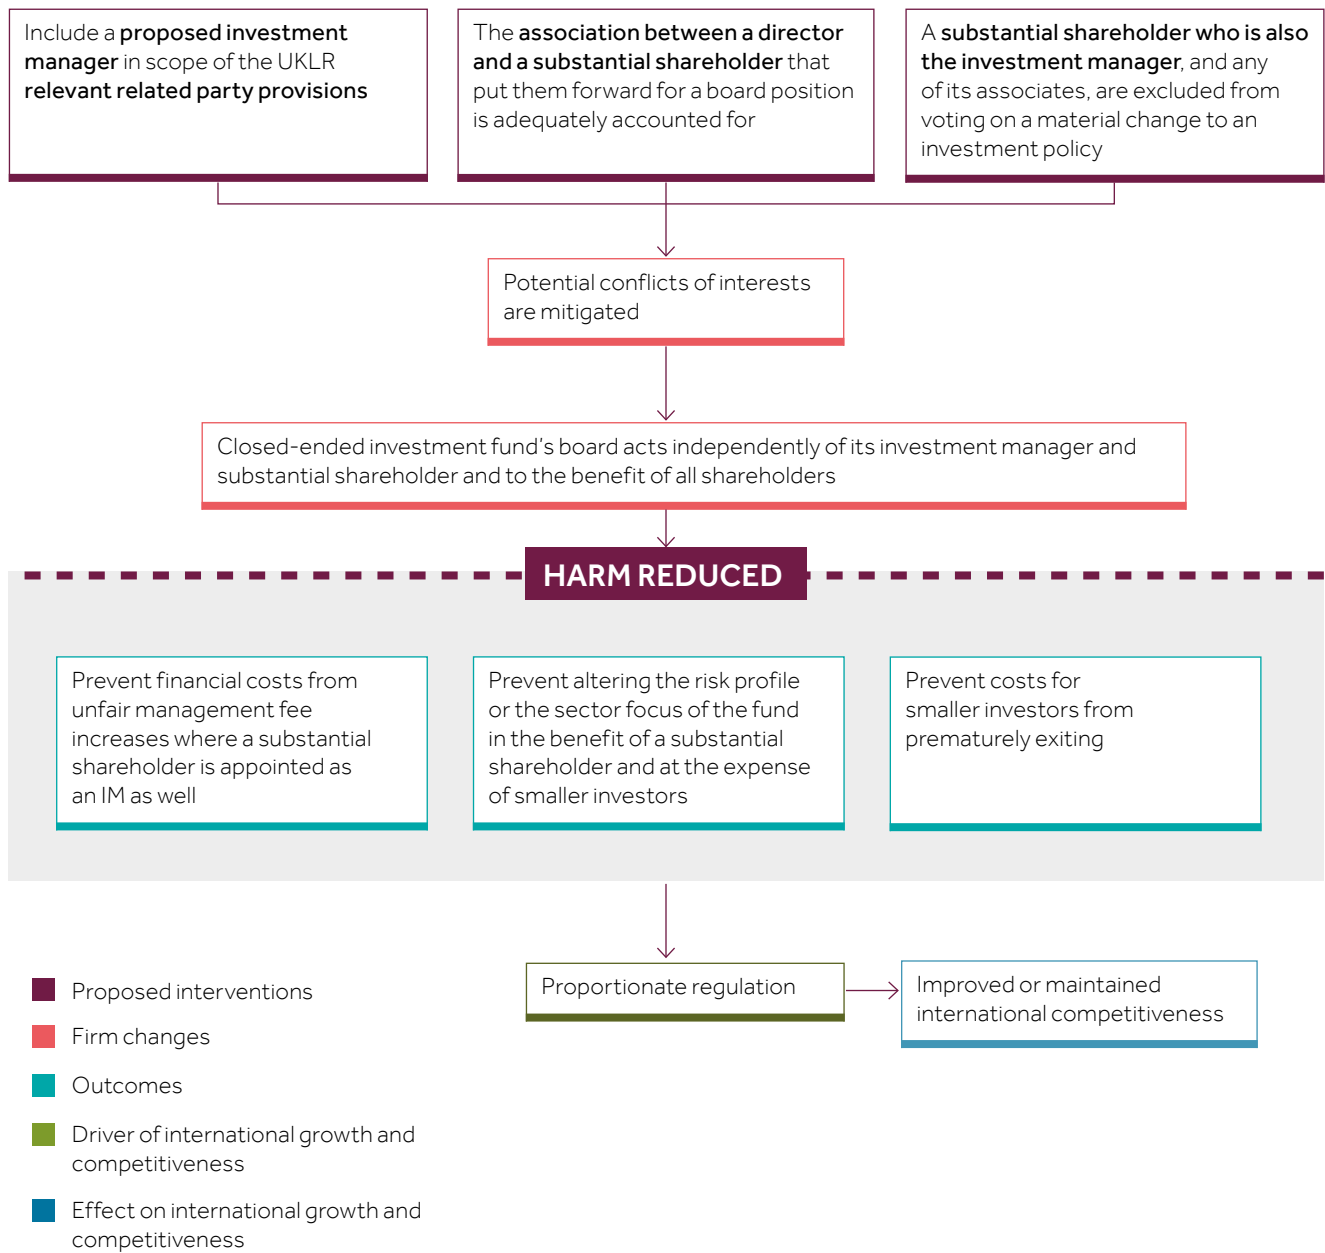 Include a proposed investment
manager in scope of the UKLR
relevant related party provisions
The association between a director
and a substantial shareholder that
put them forward for a board position
is adequately accounted for
A substantial shareholder who is also
the investment manager, and any
of its associates, are excluded from
voting on a material change to an
investment policy
Potential conflicts of interests
are mitigated
Closed-ended investment fund's board acts independently of its investment manager and
substantial shareholder and to the benefit of all shareholders
HARM REDUCED
Prevent financial costs from
unfair management fee
increases where a substantial
shareholder is appointed as
an IM as well
Prevent altering the risk profile
or the sector focus of the fund
in the benefit of a substantial
shareholder and at the expense
of smaller investors
Prevent costs for
smaller investors from
prematurely exiting
Proportionate regulation
Improved or maintained
international competitiveness
Proposed interventions
Firm changes
Outcomes
Driver of international growth and
competitiveness
Effect on international growth and
competitiveness